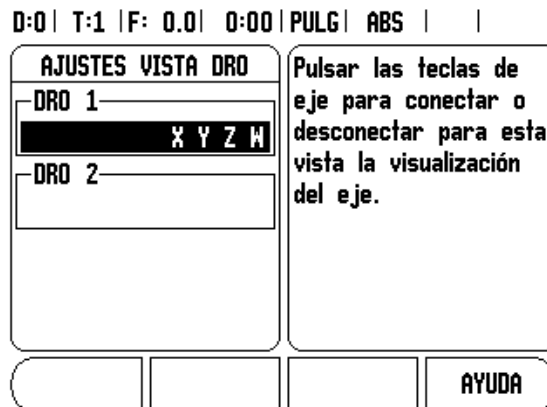 D:0| T:1 |F: 0.0| 0:00|PULG| ABS | |
AJUSTES VISTA DRO
DRO 1
X Y Z W
DRO 2
Pulsar las teclas de
eje para conectar o
desconectar para esta
vista la visualización
del eje.
AYUDA